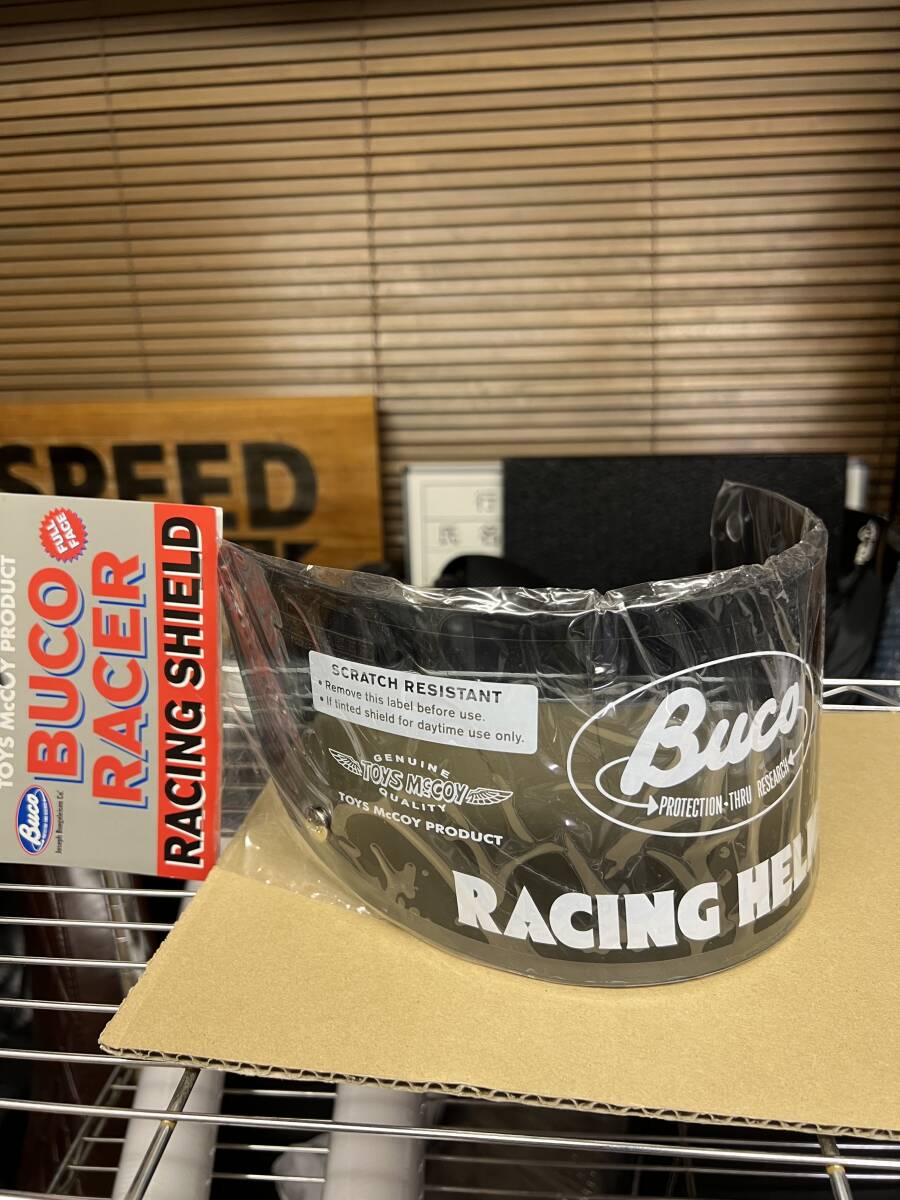 SPEED
TOYS McCOY PRODUCT
BUCO
RACER
FULL
FACE
RACING SHIELD
Buco
SCRATCH RESISTANT
• Remove this label before use.
• If tinted shield for daytime use only.
GENUINE
TOYS McCOY
QUALITY
TOYS McCOY PRODUCT
Buco
PROTECTION-THRU RESEARCH
RACING HEL